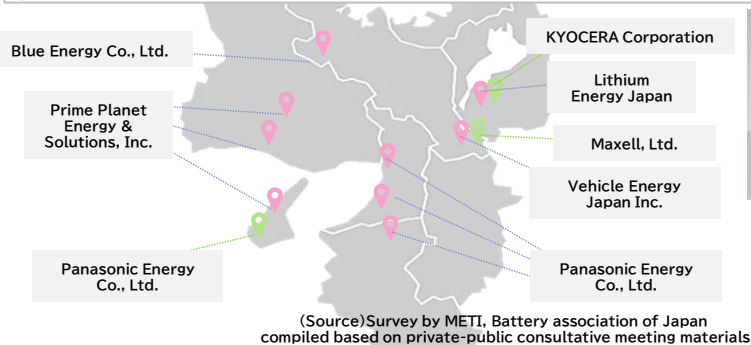 Blue Energy Co., Ltd.
KYOCERA Corporation
Lithium
Energy Japan
Prime Planet
Energy &
Solutions, Inc.
Maxell, Ltd.
Vehicle Energy
Japan Inc.
Panasonic Energy
Co., Ltd.
Panasonic Energy
Co., Ltd.
(Source)Survey by METI, Battery association of Japan
compiled based on private-public consultative meeting materials